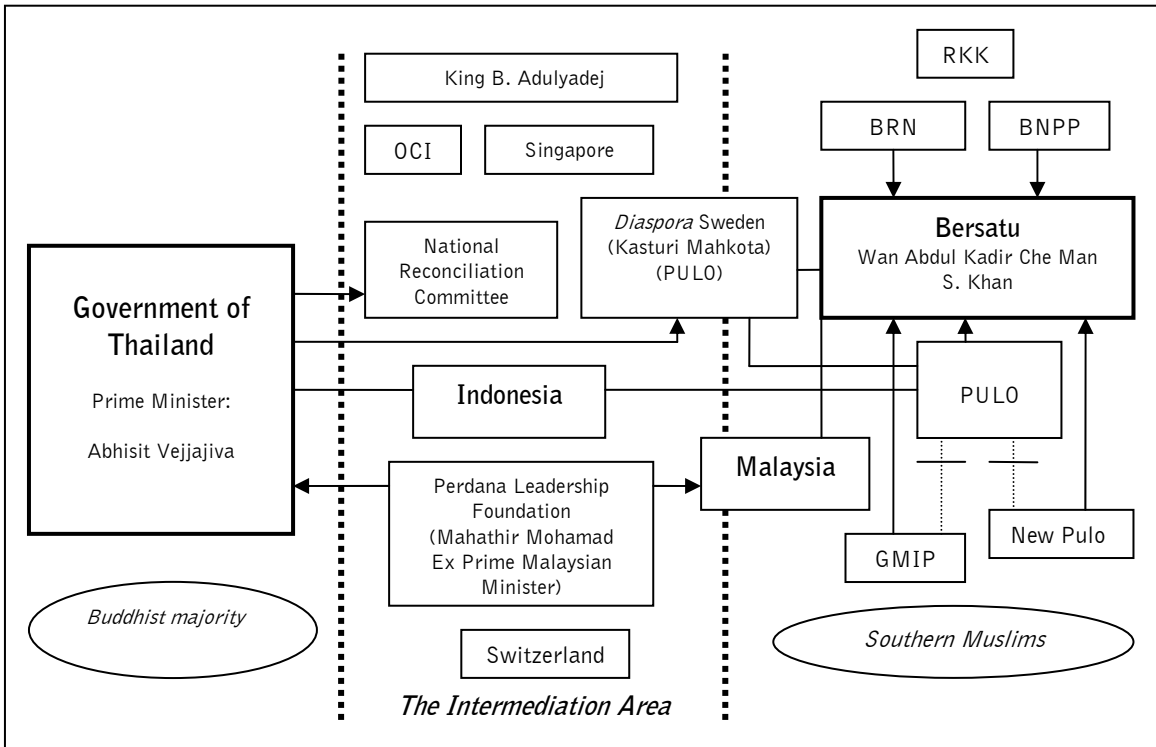 RKK
King B. Adulyadej
BRN
BNPP
OCI
Singapore
Government of
Thailand
Prime Minister:
Abhisit Vejjajiva
National
Reconciliation
Committee
Diaspora Sweden
(Kasturi Mahkota)
(PULO)
Bersatu
Wan Abdul Kadir Che Man
S. Khan
Indonesia
PULO
Malaysia
Perdana Leadership
Foundation
(Mahathir Mohamad
Ex Prime Malaysian
Minister)
GMIP
New Pulo
Buddhist majority
Switzerland
Southern Muslims
The Intermediation Area